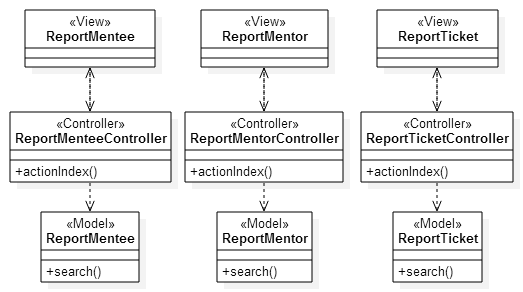 «View»
ReportMentee
«View»
ReportMentor
«View»
ReportTicket
«Controller»
ReportMenteeController
+actionIndex()
«Controller»
ReportMentorController
+actionIndex()
«Controller»
ReportTicketController
+actionIndex()
«Model»
ReportMentee
+search()
«Model»
ReportMentor
+search()
«Model»
ReportTicket
+search()